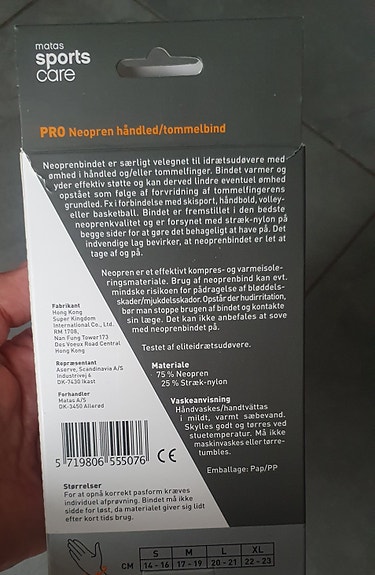 matas
sports
care
PRO Neopren håndled/tommelbind
Neoprenbindet er særligt velegnet til idrætsudøvere med
ømhed i håndled og/eller tommelfinger. Bindet varmer og
yder effektiv støtte og kan derved lindre eventuel ømhed
opstået som følge af forvridning af tommelfingerens
grundled. Fx i forbindelse med skisport, håndbold, volley-
eller basketball. Bindet er fremstillet i den bedste
neoprenkvalitet og er forsynet med stræk-nylon på
begge sider for at gøre det behageligt at have på. Det
indvendige lag bevirker, at neoprenbindet er let at
tage af og på.
Neopren er et effektivt kompres- og varmeisole-
ringsmateriale. Brug af neoprenbind kan evt.
mindske risikoen for pådragelse af bløddels-
skader/mjukdelsskador. Opstår der hudirritation,
bør man stoppe brugen af bindet og kontakte
sin læge. Det kan ikke anbefales at sove
med neoprenbindet på.
Testet af eliteidrætsudøvere.
Materiale
75 % Neopren
25 % Stræk-nylon
Vaskeanvisning
Håndvaskes/handtvättas
i mildt, varmt sæbevand.
Skylles godt og tørres ved
stuetemperatur. Må ikke
maskinvaskes eller tørre-
tumbles.
Emballage: Pap/PP
Fabrikant
Hong Kong
Super Kingdom
International Co., Ltd.
RM 1708,
Nan Fung Tower 173
Des Voeux Road Central
Hong Kong
Repræsentant
Aserve, Scandinavia A/S
Industrivej 6
DK-7430 Ikast
Forhandler
Matas A/S
DK-3450 Allerød
5 719806 555076
CE
Størrelser
For at opnå korrekt pasform kræves
individuel afprøvning. Bindet må ikke
sidde for løst, da materialet giver sig lidt
efter kort tids brug.
S M L XL
CM 14 - 16 17 - 19 20 - 21 22 - 23